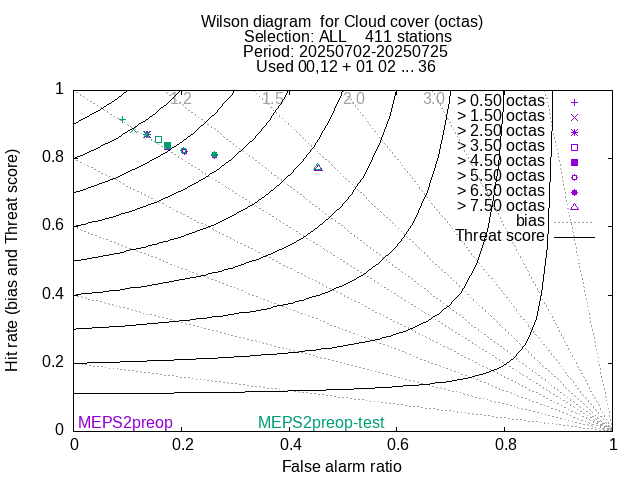 Wilson diagram  for Cloud cover (octas)
Selection: ALL    411 stations
Period: 20250702-20250725
Used 00,12 + 01 02 ... 36
Hit rate (bias and Threat score)
1
0.8
0.6
0.4
0.2
0
1.2
1.5
2.0
3.0
> 0.50 octas
> 1.50 octas
> 2.50 octas
> 3.50 octas
> 4.50 octas
> 5.50 octas
> 6.50 octas
> 7.50 octas
bias
Threat score
MEPS2preop
MEPS2preop-test
0
0.2
0.4
0.6
0.8
1
False alarm ratio